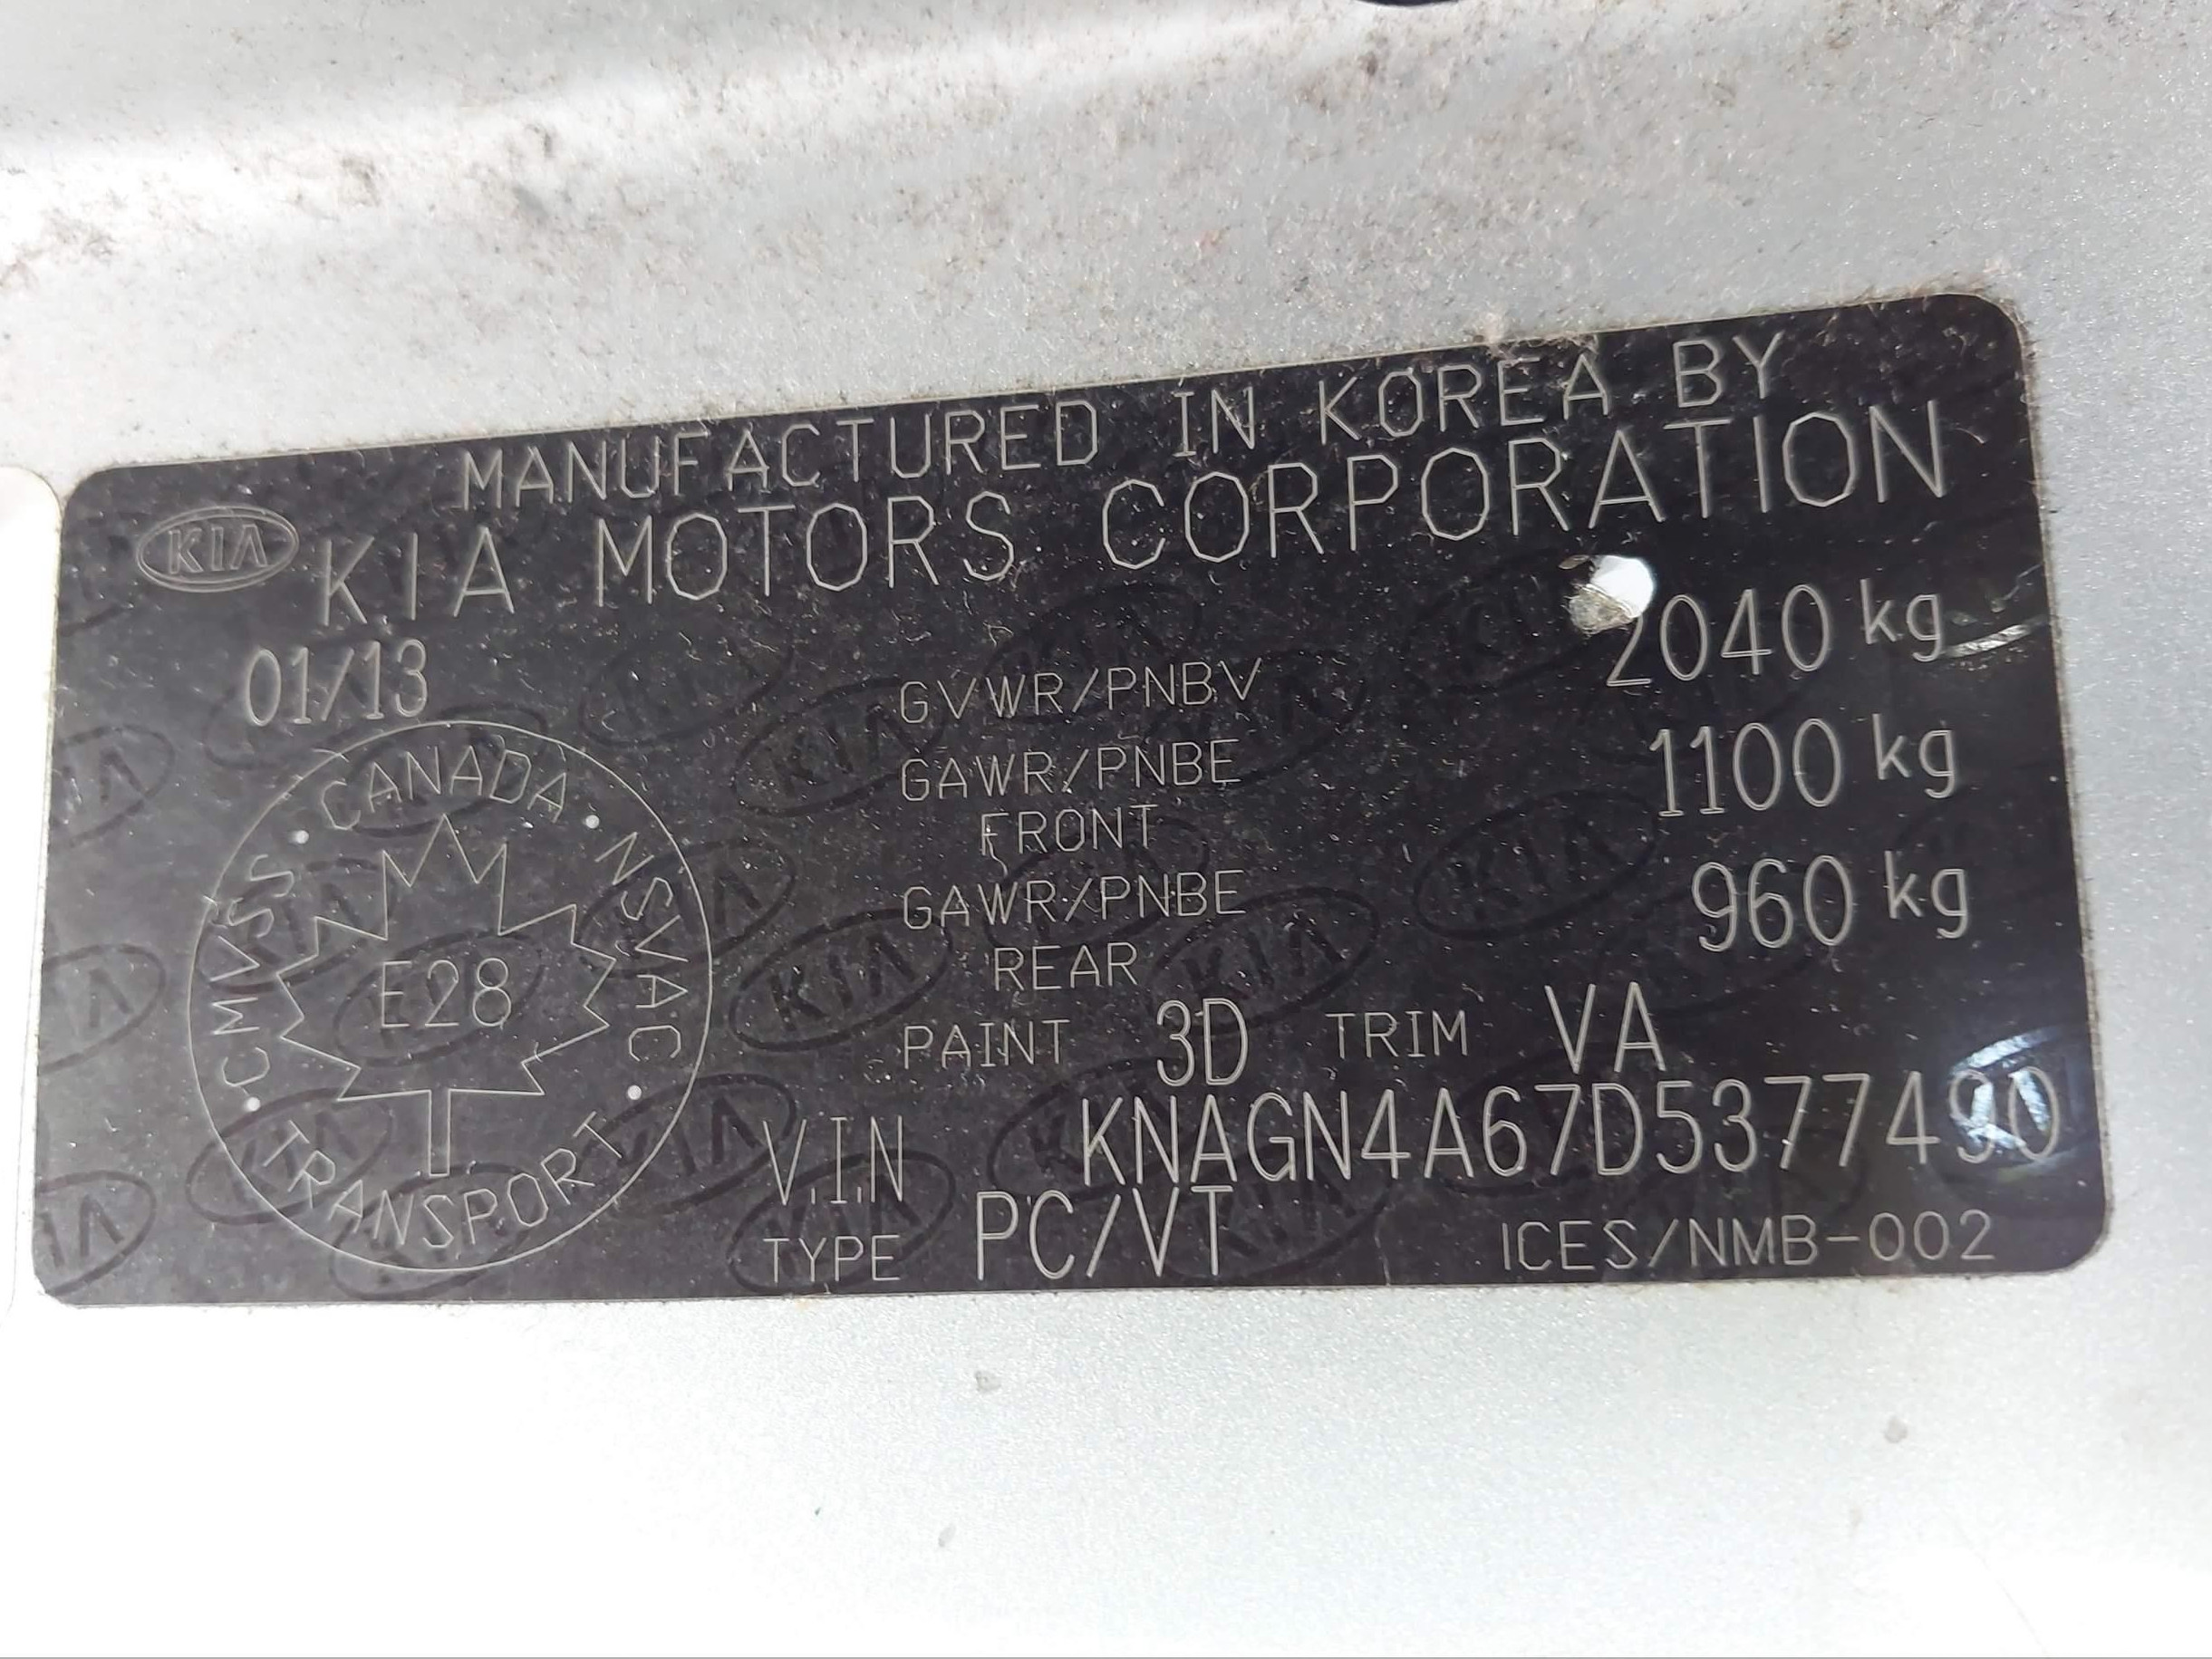 MANUFACTURED IN KOREA BY
KIA KIA MOTORS CORPORATION
01/13
GVWR/PNBV 2040 kg
GAWR/PNBE FRONT 1100 kg
GAWR/PNBE REAR 960 kg
CANADA · NSVAC · TRANSPORT · CMVSS
E28
PAINT 3D TRIM VA
V.I.N KNAGN4A67D5377490
TYPE PC/VT ICES/NMB-002